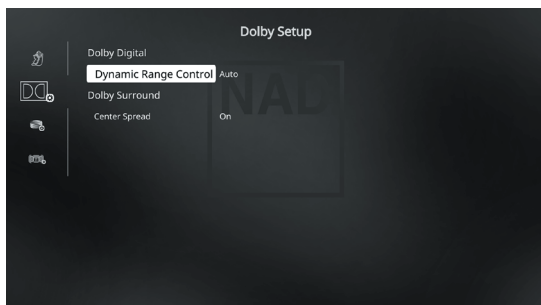 Dolby Setup
Dolby Digital
Dynamic Range Control Auto
Dolby Surround
Center Spread On
NAD